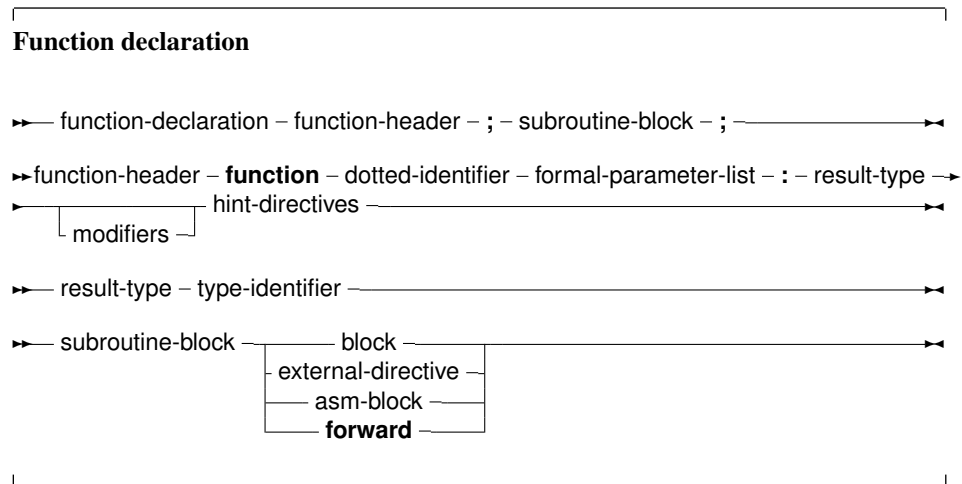 Function declaration
function-declaration – function-header – ; – subroutine-block – ;
function-header – function – dotted-identifier – formal-parameter-list – : – result-type
hint-directives
modifiers
result-type – type-identifier
subroutine-block – block
external-directive
asm-block
forward